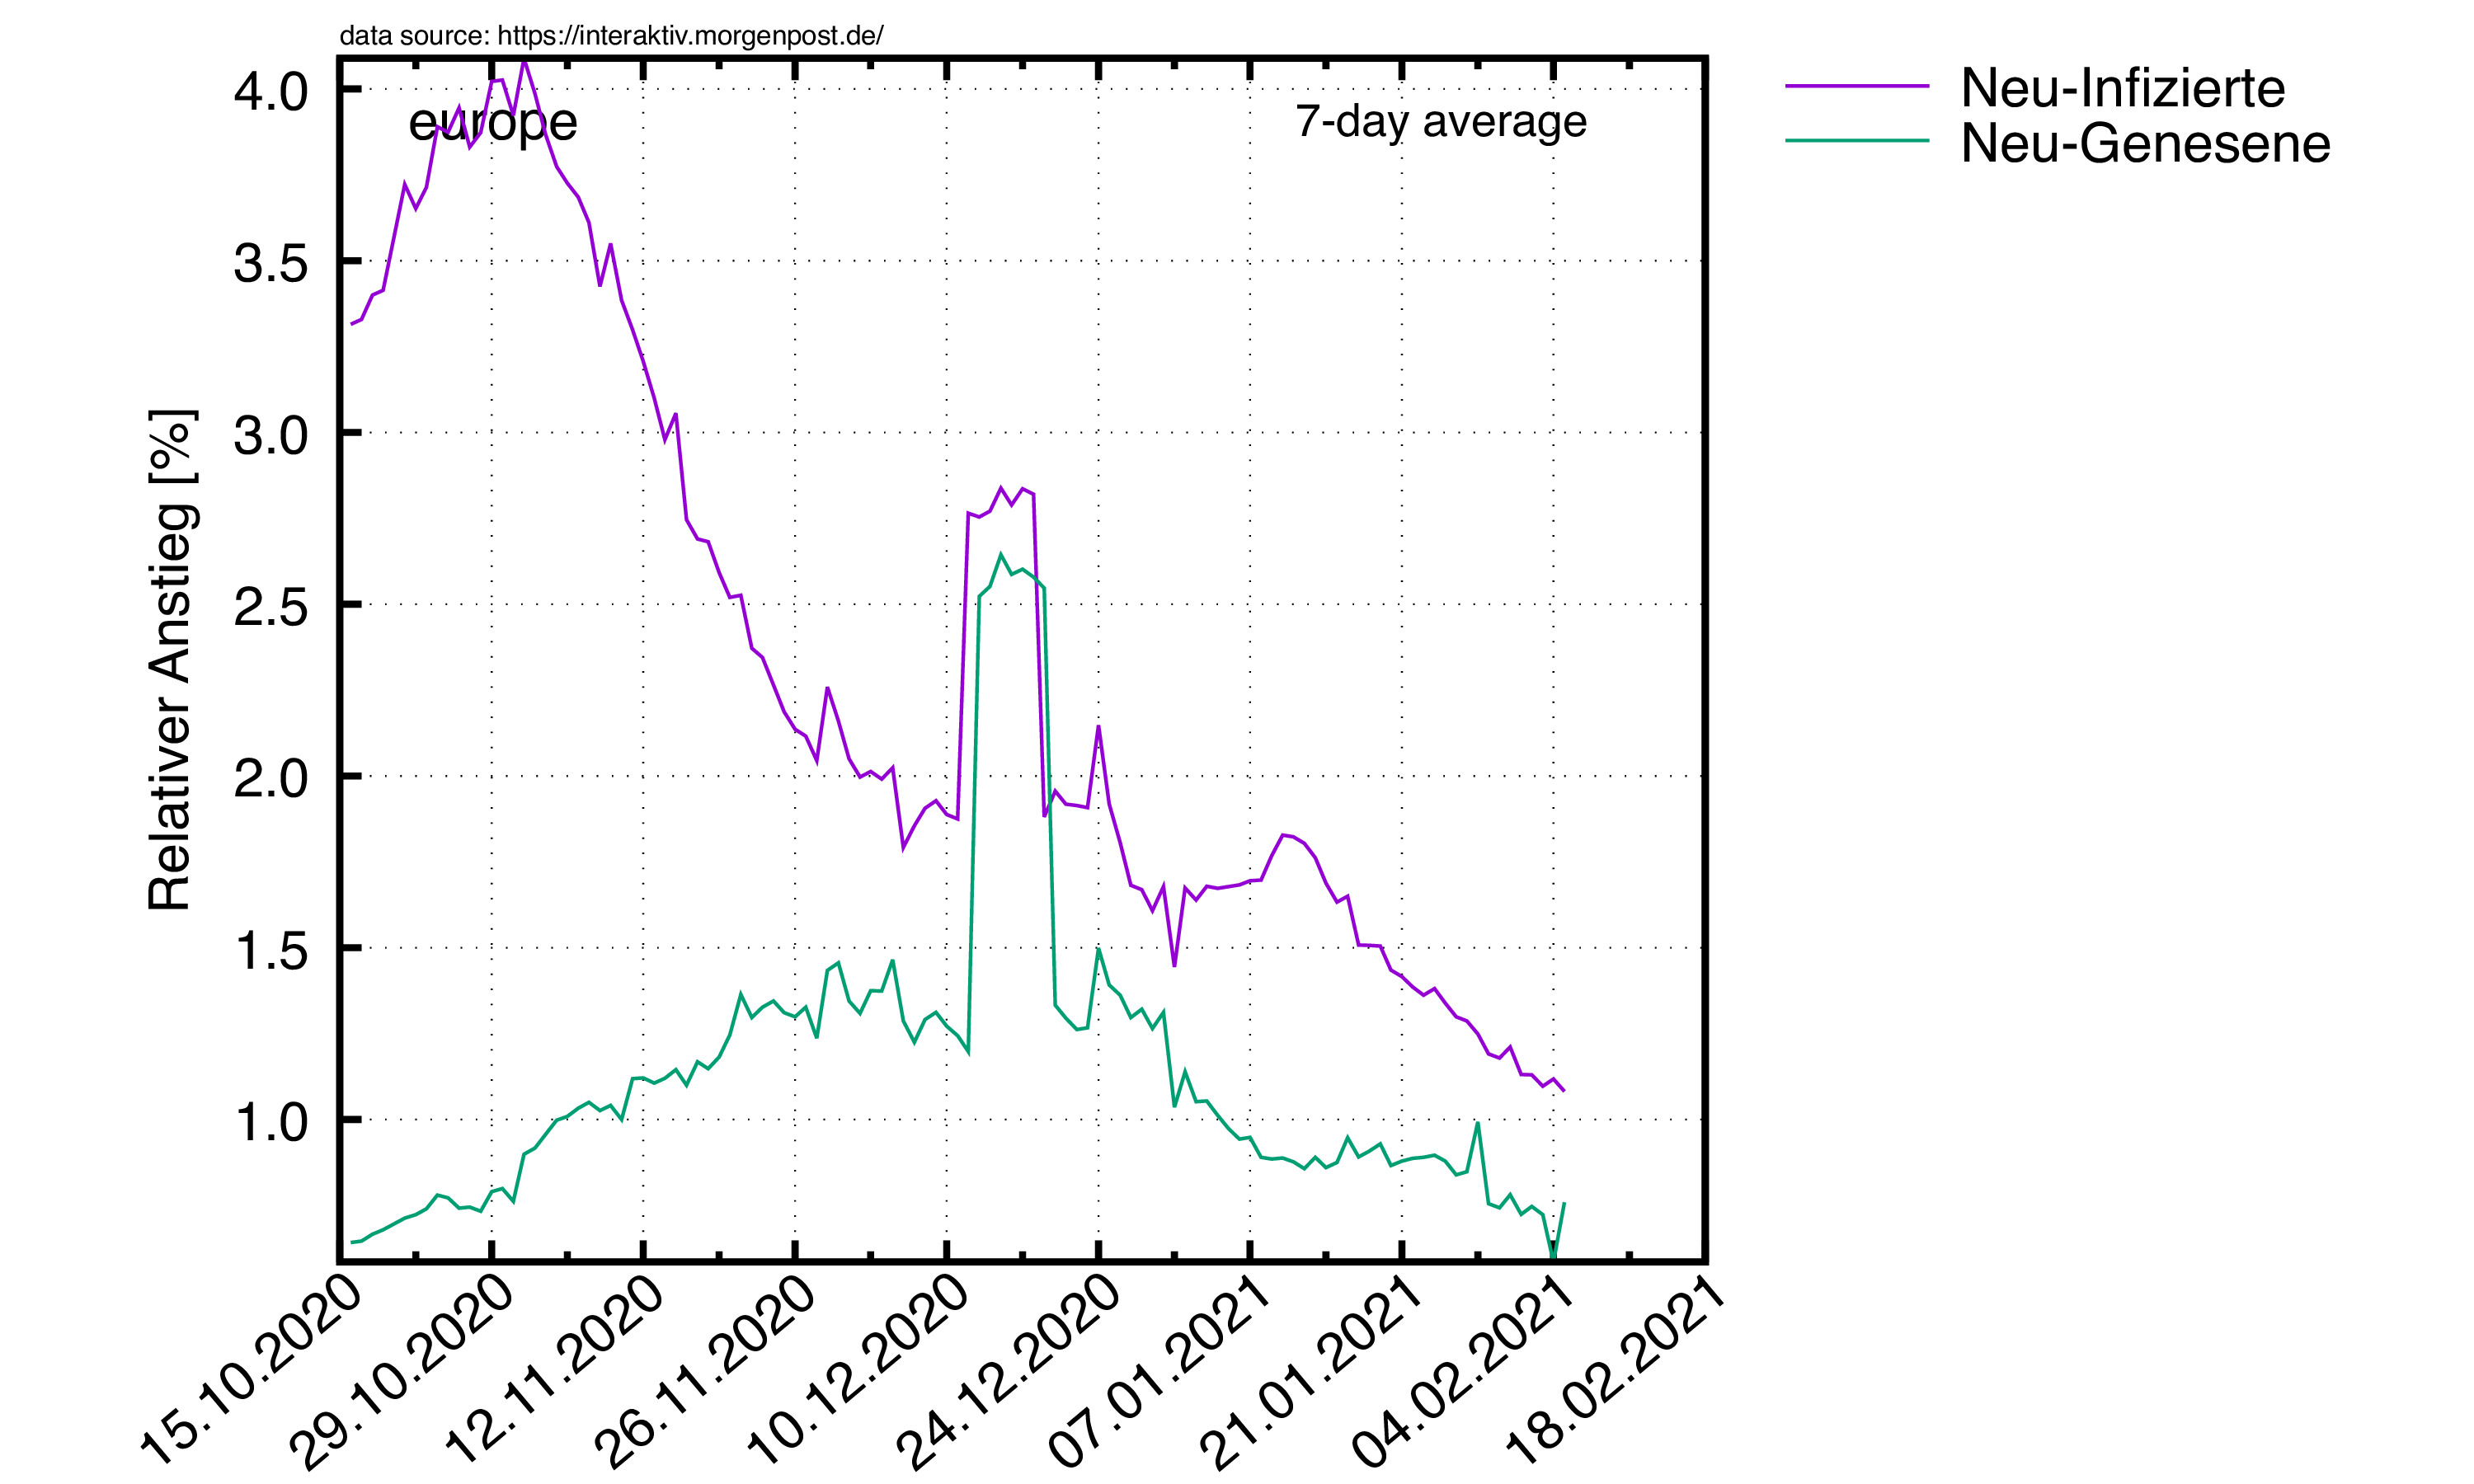 data source: https://interaktiv.morgenpost.de/
europe
7-day average
Neu-Infizierte
Neu-Genesene
Relativer Anstieg [%]
4.0
3.5
3.0
2.5
2.0
1.5
1.0
15.10.2020
29.10.2020
12.11.2020
26.11.2020
10.12.2020
24.12.2020
07.01.2021
21.01.2021
04.02.2021
18.02.2021